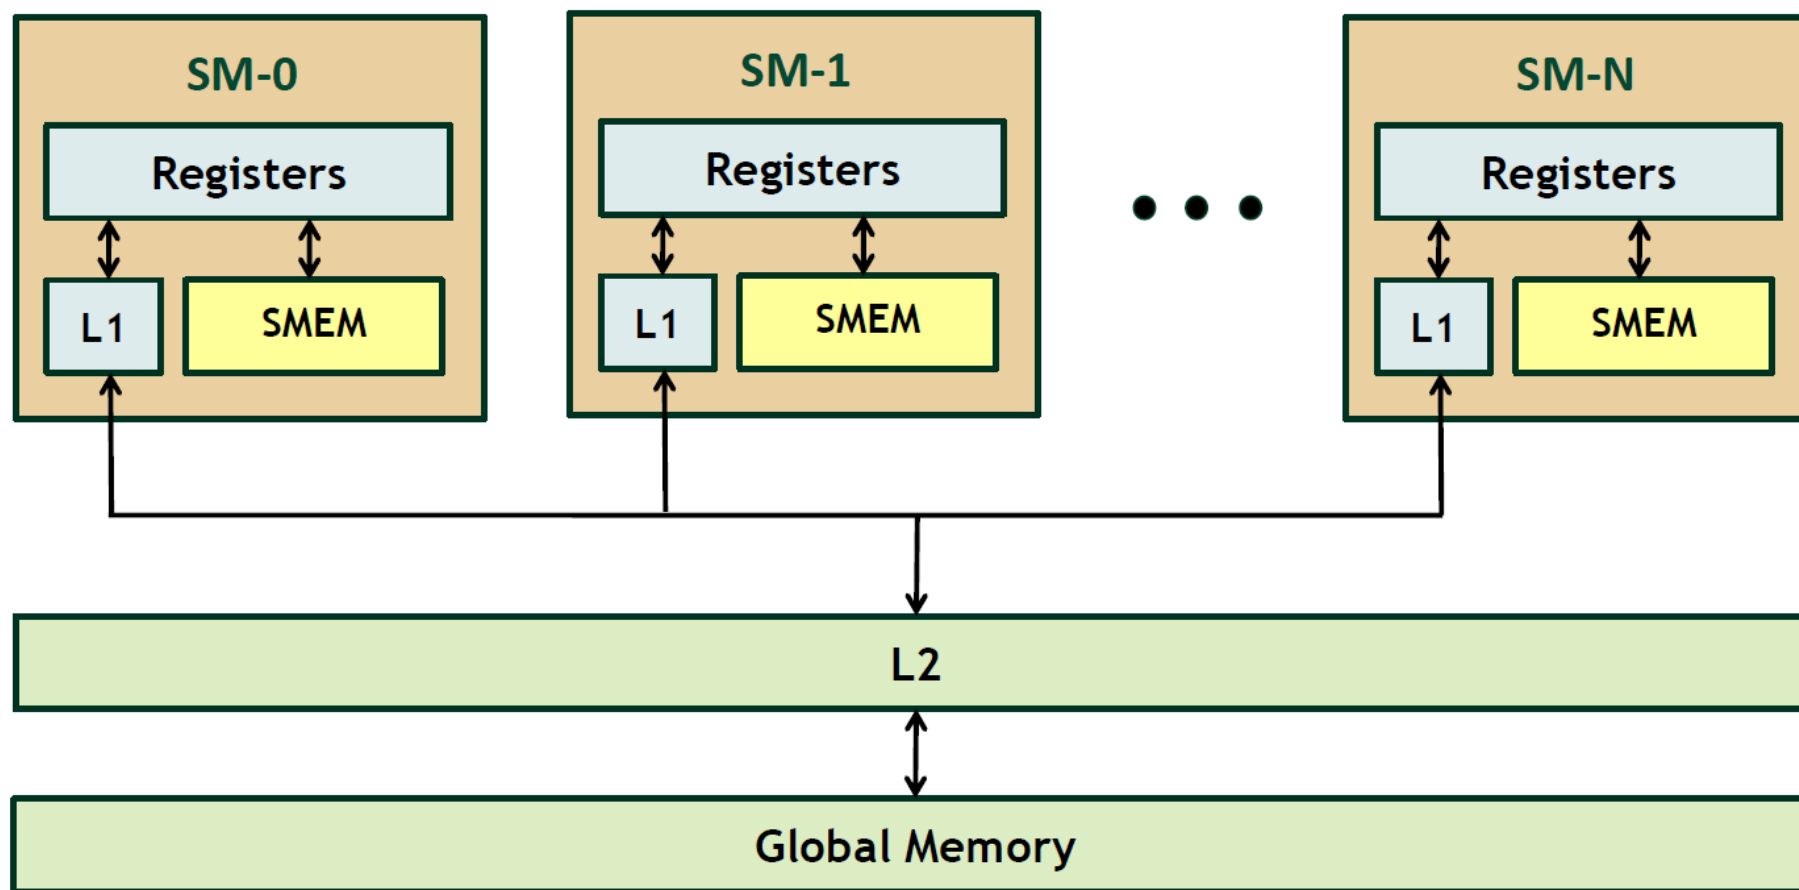 SM-0
Registers
L1
SMEM
SM-1
Registers
L1
SMEM
SM-N
Registers
L1
SMEM
L2
Global Memory